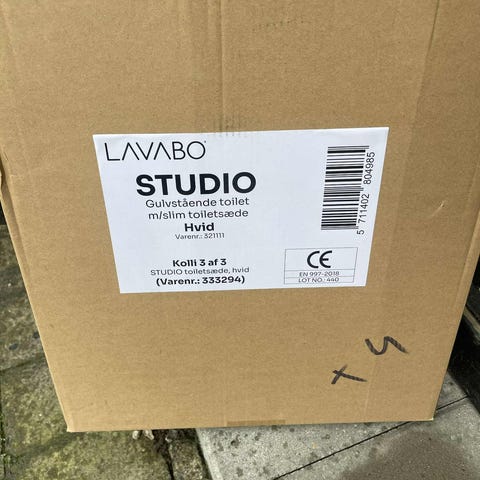 LAVABO
STUDIO
Gulvstående toilet
m/slim toiletsæde
Hvid
Varenr.: 321111
Kolli 3 af 3
STUDIO toiletsæde, hvid
(Varenr.: 333294)
5 711402 804985
CE
EN 997-2018
LOT NO.: 440